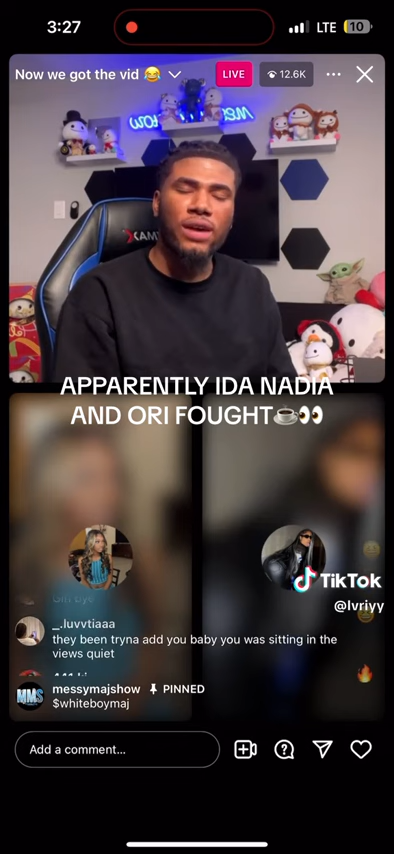 3:27
LTE
10
Now we got the vid 😂
LIVE
12.6K
APPARENTLY IDA NADIA
AND ORI FOUGHT☕👀
TikTok
@lvriyy
_.luvvtiaaa
they been tryna add you baby you was sitting in the
views quiet
MMS
messymajshow
PINNED
$whiteboymaj
Add a comment...